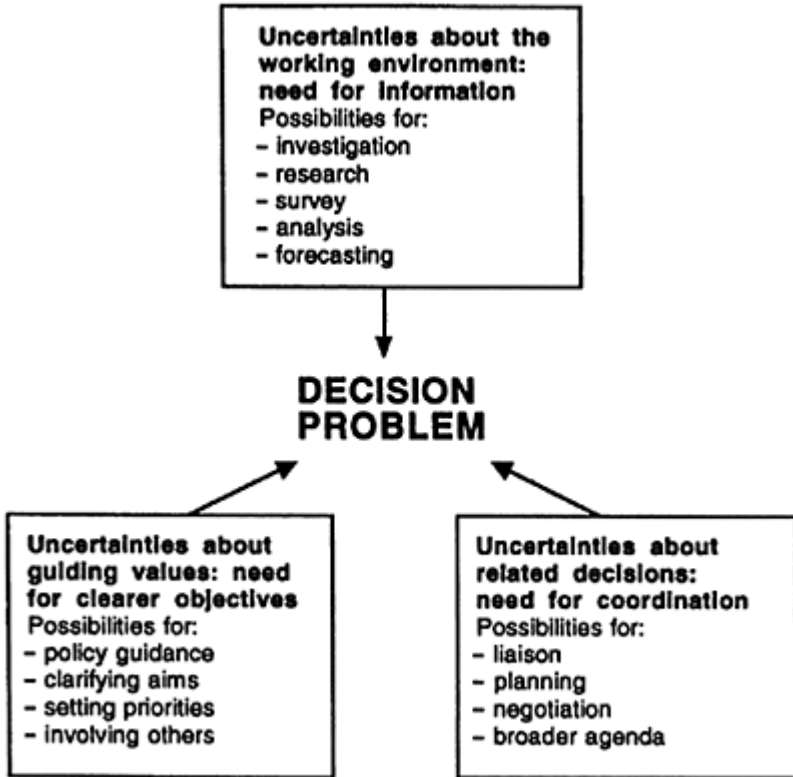 Uncertainties about the
working environment:
need for information
Possibilities for:
– investigation
– research
– survey
– analysis
– forecasting
DECISION
PROBLEM
Uncertainties about
guiding values: need
for clearer objectives
Possibilities for:
– policy guidance
– clarifying aims
– setting priorities
– involving others
Uncertainties about
related decisions:
need for coordination
Possibilities for:
– liaison
– planning
– negotiation
– broader agenda